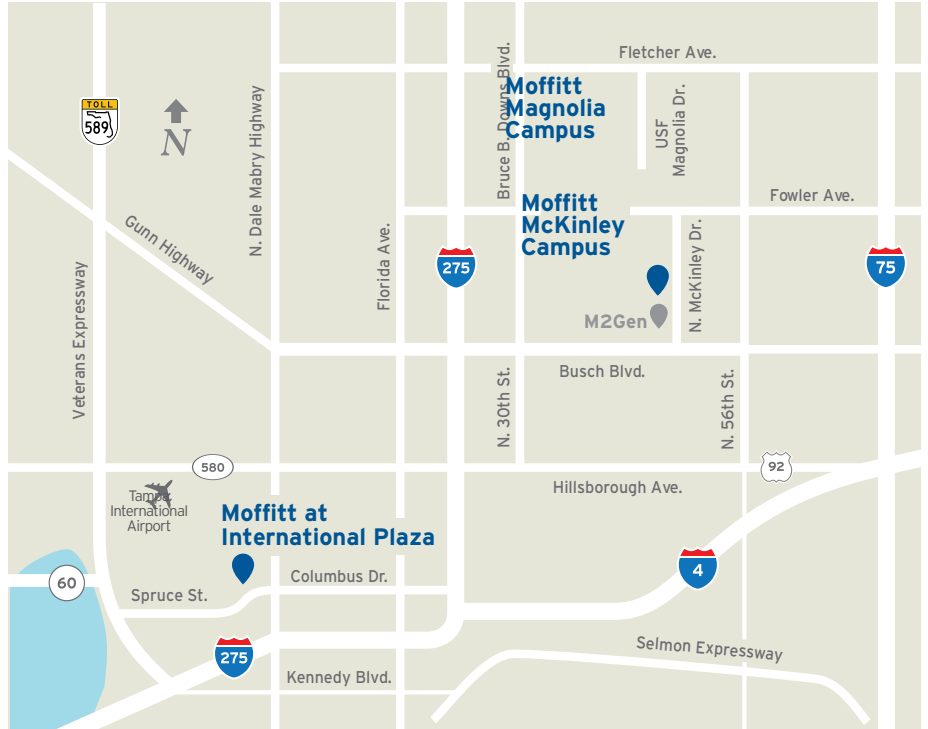 Fletcher Ave.
Bruce B. Downs Blvd.
Moffitt
Magnolia
Campus
TOLL
589
N
N. Dale Mabry Highway
USF
Magnolia Dr.
Fowler Ave.
Moffitt
McKinley
Campus
Gunn Highway
Florida Ave.
275
75
N. McKinley Dr.
M2Gen
Veterans Expressway
Busch Blvd.
N. 30th St.
N. 56th St.
580
92
Hillsborough Ave.
Tampa
International
Airport
Moffitt at
International Plaza
60
Spruce St.
Columbus Dr.
4
275
Selmon Expressway
Kennedy Blvd.